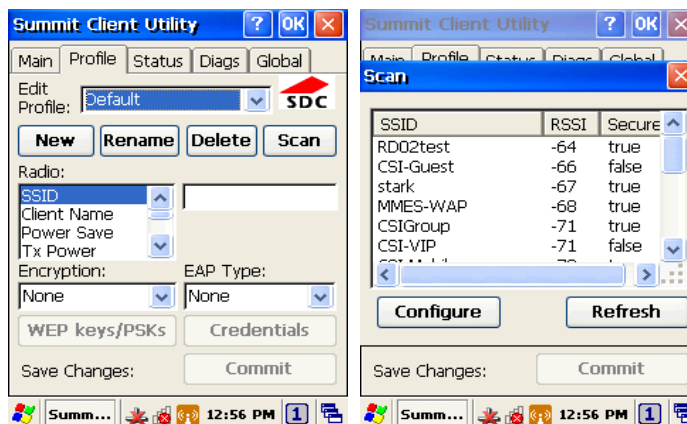 Summit Client Utility ? OK
Main Profile Status Diags Global
Edit Profile: Default SDC
New Rename Delete Scan
Radio:
SSID
Client Name
Power Save
Tx Power
Encryption: EAP Type:
None None
WEP keys/PSKs Credentials
Save Changes: Commit
Summ... 12:56 PM 1
Summit Client Utility ? OK
Main Profile Status Diags Global
Scan
SSID RSSI Secure
RD02test -64 true
CSI-Guest -66 false
stark -67 true
MMES-WAP -68 true
CSIGroup -71 true
CSI-VIP -71 false
Configure Refresh
Save Changes: Commit
Summ... 12:56 PM 1